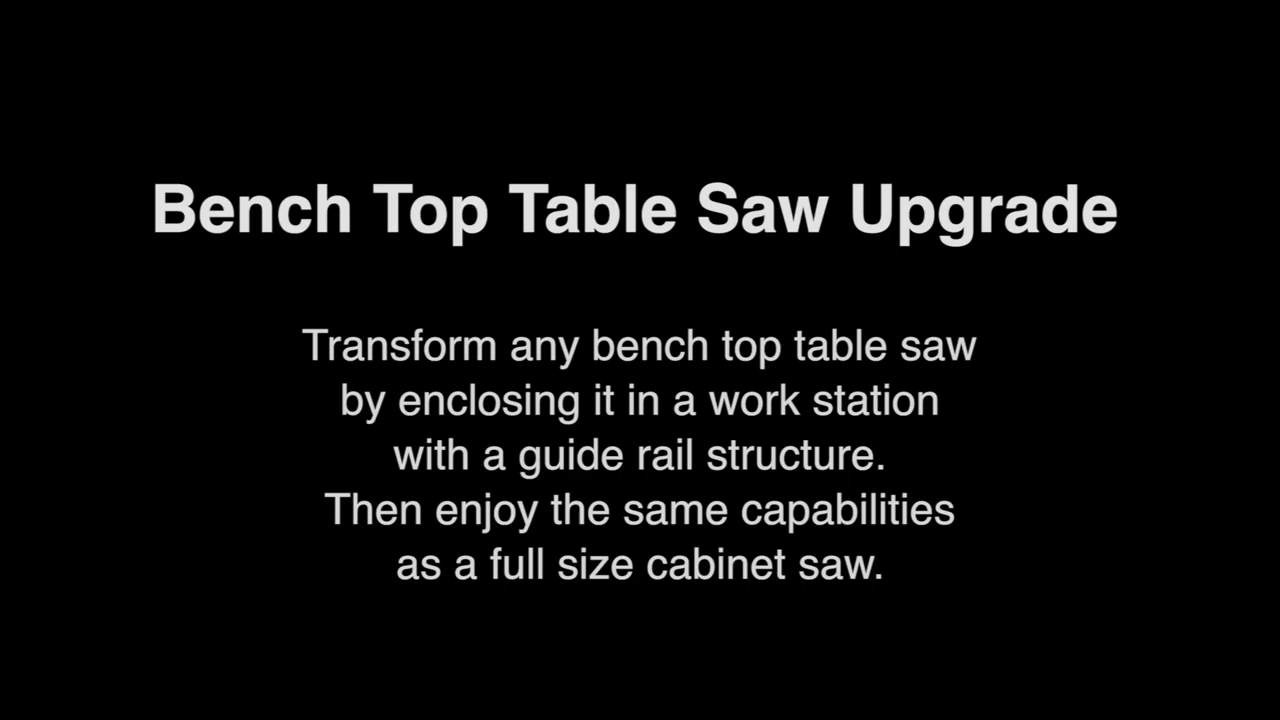 Bench Top Table Saw Upgrade
Transform any bench top table saw
by enclosing it in a work station
with a guide rail structure.
Then enjoy the same capabilities
as a full size cabinet saw.